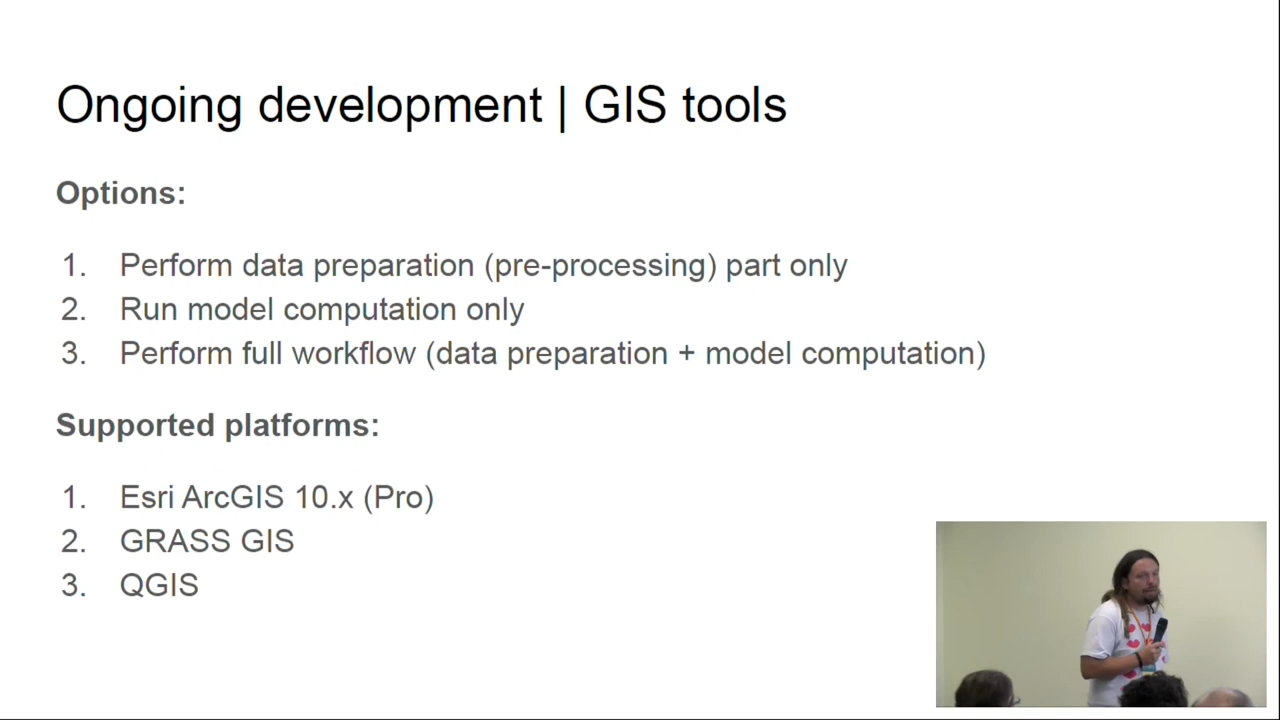 Ongoing development | GIS tools
Options:
1. Perform data preparation (pre-processing) part only
2. Run model computation only
3. Perform full workflow (data preparation + model computation)
Supported platforms:
1. Esri ArcGIS 10.x (Pro)
2. GRASS GIS
3. QGIS